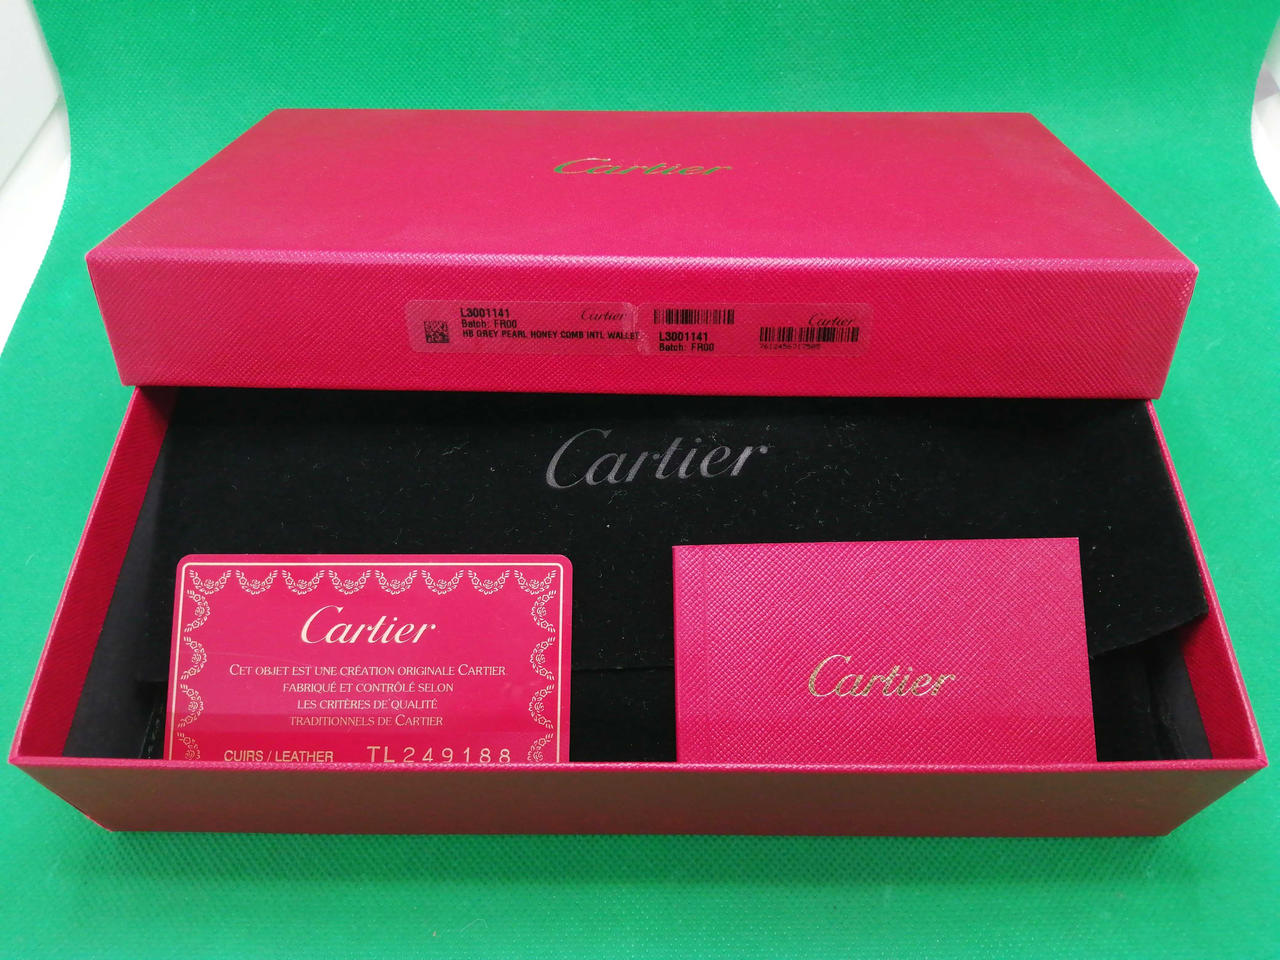 Cartier
L3001141
Cartier
Batch: FR00
HB GREY PEARL HONEY COMB INTL WALLET
Cartier
L3001141
Batch: FR00
Cartier
Cartier
CET OBJET EST UNE CRÉATION ORIGINALE CARTIER
FABRIQUÉ ET CONTRÔLÉ SELON
LES CRITÈRES DE QUALITÉ
TRADITIONNELS DE CARTIER
CUIRS / LEATHER TL249188
Cartier